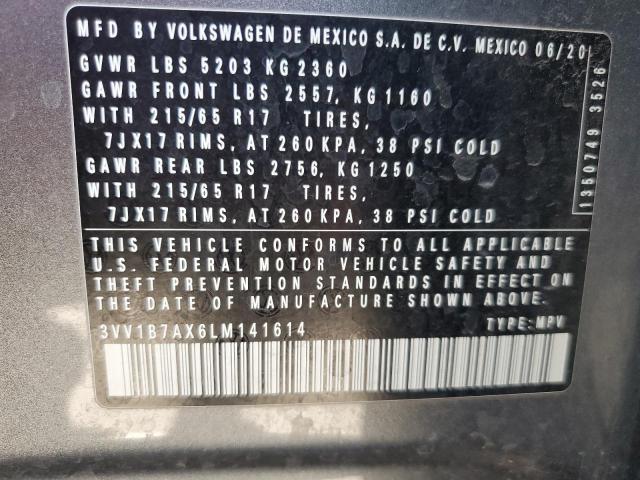 MFD BY VOLKSWAGEN DE MEXICO S.A. DE C.V. MEXICO 06/20
GVWR LBS 5203 KG 2360
GAWR FRONT LBS 2557, KG 1160
WITH 215/65 R17 TIRES,
7JX17 RIMS, AT 260 KPA, 38 PSI COLD
GAWR REAR LBS 2756, KG 1250
WITH 215/65 R17 TIRES,
7JX17 RIMS, AT 260 KPA, 38 PSI COLD
THIS VEHICLE CONFORMS TO ALL APPLICABLE
U.S. FEDERAL MOTOR VEHICLE SAFETY AND
THEFT PREVENTION STANDARDS IN EFFECT ON
THE DATE OF MANUFACTURE SHOWN ABOVE.
3VV1B7AX6LM141614 TYPE: MPV
1350749 3526